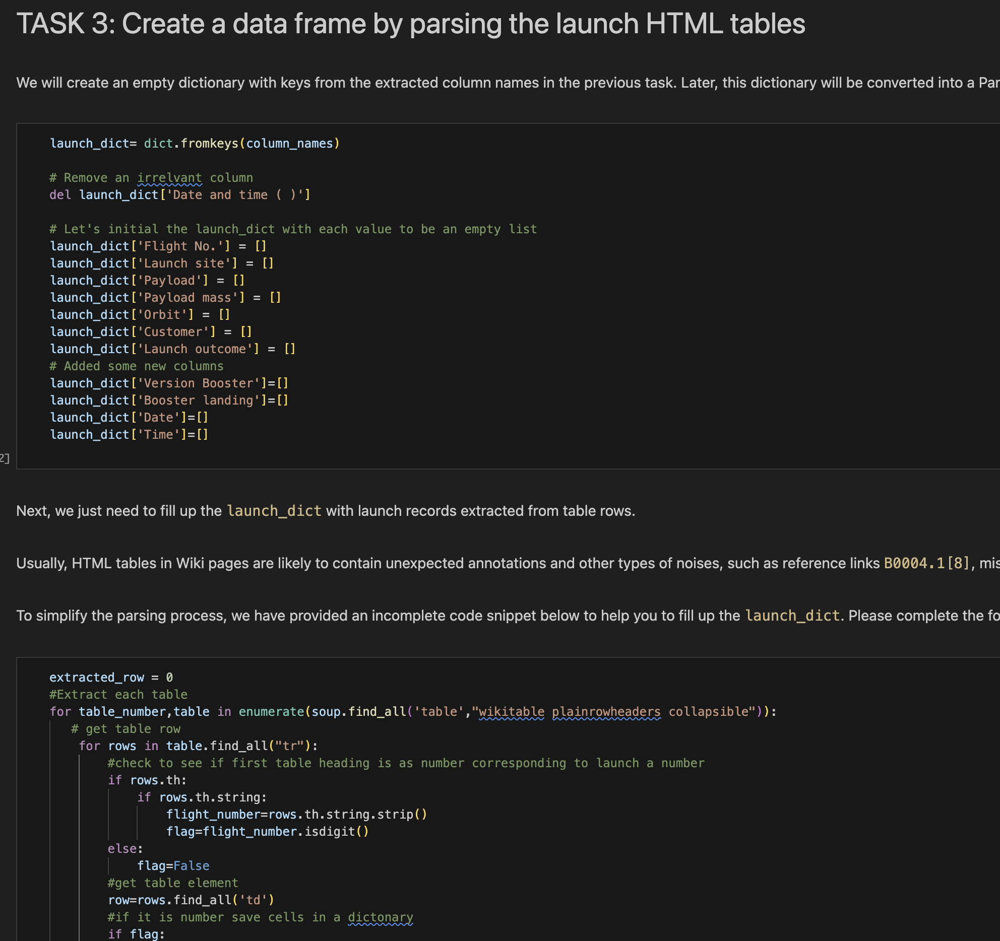 TASK 3: Create a data frame by parsing the launch HTML tables
We will create an empty dictionary with keys from the extracted column names in the previous task. Later, this dictionary will be converted into a
launch_dict= dict.fromkeys(column_names)
# Remove an irrelvant column
del launch_dict['Date and time ( )']
# Let's initial the launch_dict with each value to be an empty list
launch_dict['Flight No.'] = []
launch_dict['Launch site'] = []
launch_dict['Payload'] = []
launch_dict['Payload mass'] = []
launch_dict['Orbit'] = []
launch_dict['Customer'] = []
launch_dict['Launch outcome'] = []
# Added some new columns
launch_dict['Version Booster']=[]
launch_dict['Booster landing']=[]
launch_dict['Date']=[]
launch_dict['Time']=[]
2]
Next, we just need to fill up the launch_dict with launch records extracted from table rows.
Usually, HTML tables in Wiki pages are likely to contain unexpected annotations and other types of noises, such as reference links B0004.1[8],
To simplify the parsing process, we have provided an incomplete code snippet below to help you to fill up the launch_dict. Please complete the
extracted_row = 0
#Extract each table
for table_number,table in enumerate(soup.find_all('table',"wikitable plainrowheaders collapsible")):
# get table row
for rows in table.find_all("tr"):
#check to see if first table heading is as number corresponding to launch a number
if rows.th:
if rows.th.string:
flight_number=rows.th.string.strip()
flag=flight_number.isdigit()
else:
flag=False
#get table element
row=rows.find_all('td')
#if it is number save cells in a dictonary
if flag: